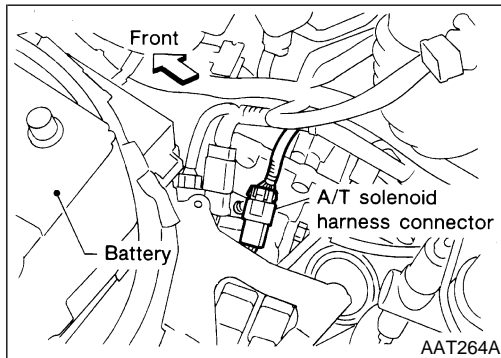 Front
A/T solenoid
harness connector
Battery
AAT264A